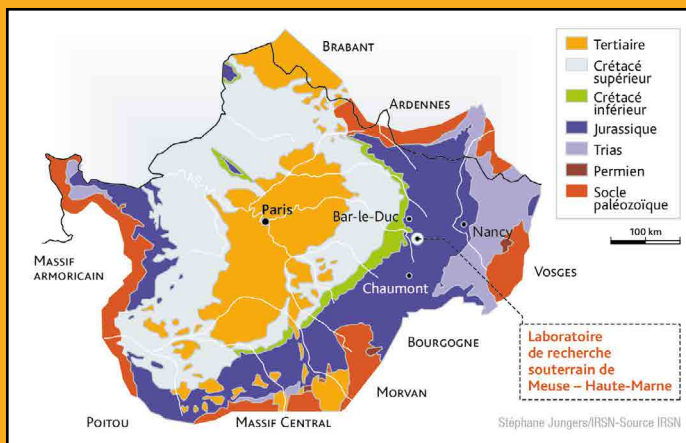 BRABANT
ARDENNES
Paris
Bar-le-Duc
Nancy
MASSIF
ARMORICAIN
VOSGES
Chaumont
BOURGOGNE
MORVAN
POITOU
MASSIF CENTRAL
Tertiaire
Crétacé
supérieur
Crétacé
inférieur
Jurassique
Trias
Permien
Socle
paléozoïque
100 km
Laboratoire
de recherche
souterrain de
Meuse – Haute-Marne
Stéphane Jungers/IRSN-Source IRSN